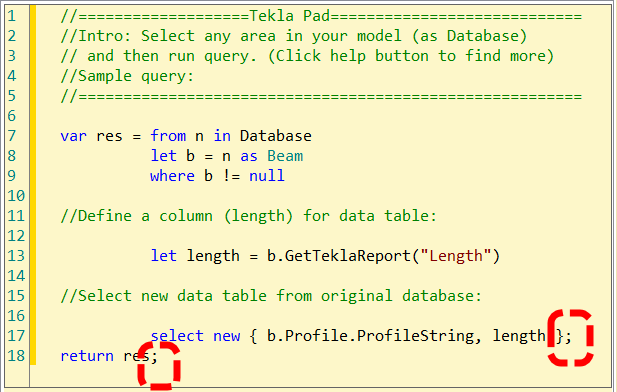 1 //===================Tekla Pad============================
2 //Intro: Select any area in your model (as Database)
3 // and then run query. (Click help button to find more)
4 //Sample query:
5 //========================================================
6
7 var res = from n in Database
8 let b = n as Beam
9 where b != null
10
11 //Define a column (length) for data table:
12
13 let length = b.GetTeklaReport("Length")
14
15 //Select new data table from original database:
16
17 select new { b.Profile.ProfileString, length };
18 return res;